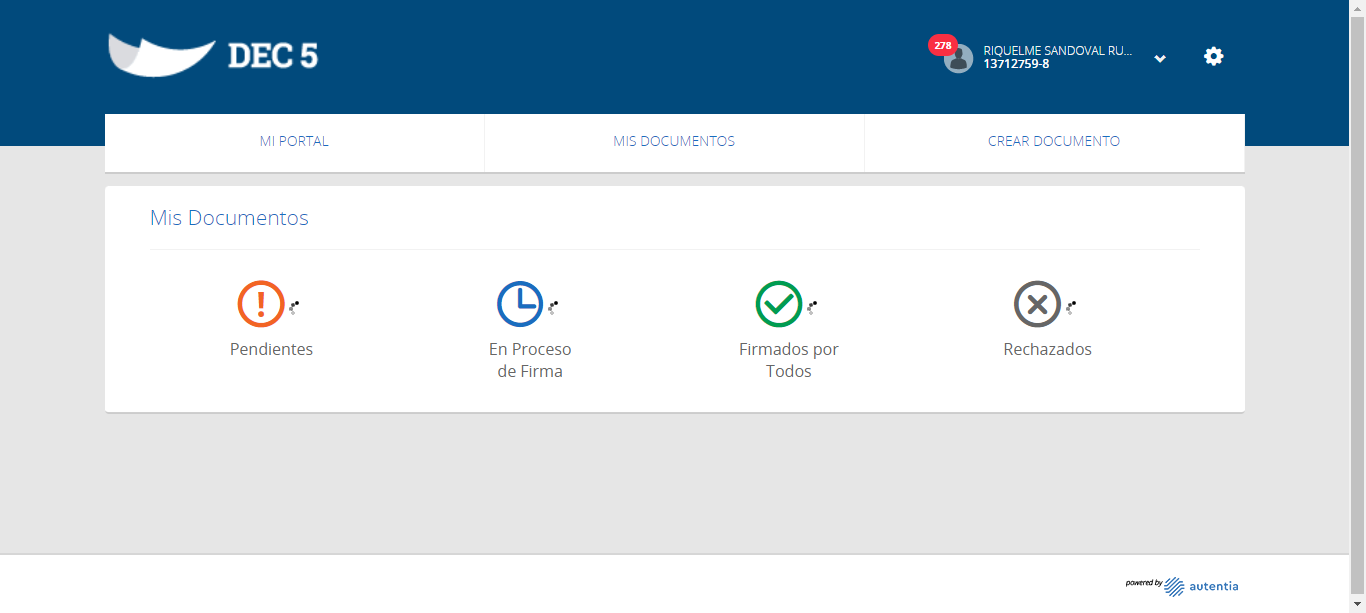 DEC 5
278
RIQUELME SANDOVAL RU...
13712759-8
MI PORTAL
MIS DOCUMENTOS
CREAR DOCUMENTO
Mis Documentos
Pendientes
En Proceso
de Firma
Firmados por
Todos
Rechazados
powered by autentia